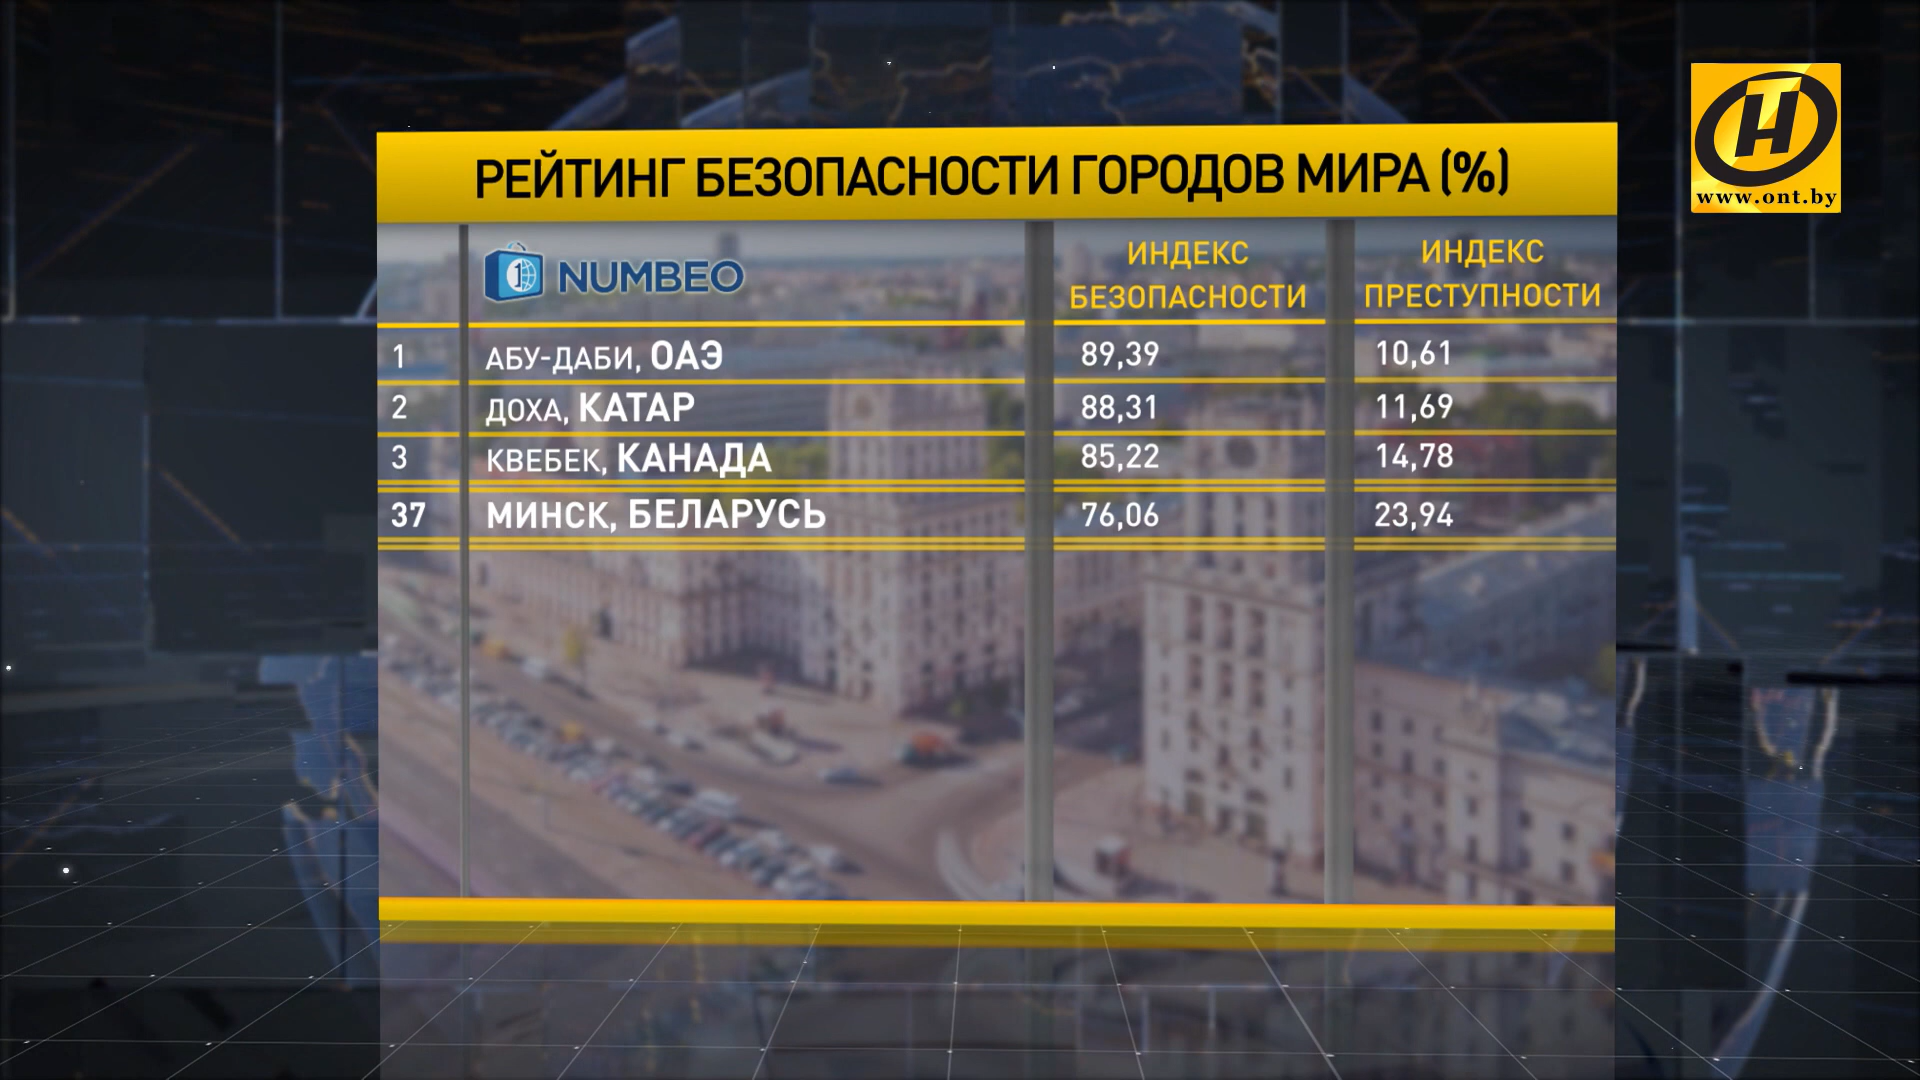 РЕЙТИНГ БЕЗОПАСНОСТИ ГОРОДОВ МИРА (%)
Н
www.ont.by
1 NUMBEO ИНДЕКС БЕЗОПАСНОСТИ ИНДЕКС ПРЕСТУПНОСТИ
1 АБУ-ДАБИ, ОАЭ 89,39 10,61
2 ДОХА, КАТАР 88,31 11,69
3 КВЕБЕК, КАНАДА 85,22 14,78
37 МИНСК, БЕЛАРУСЬ 76,06 23,94